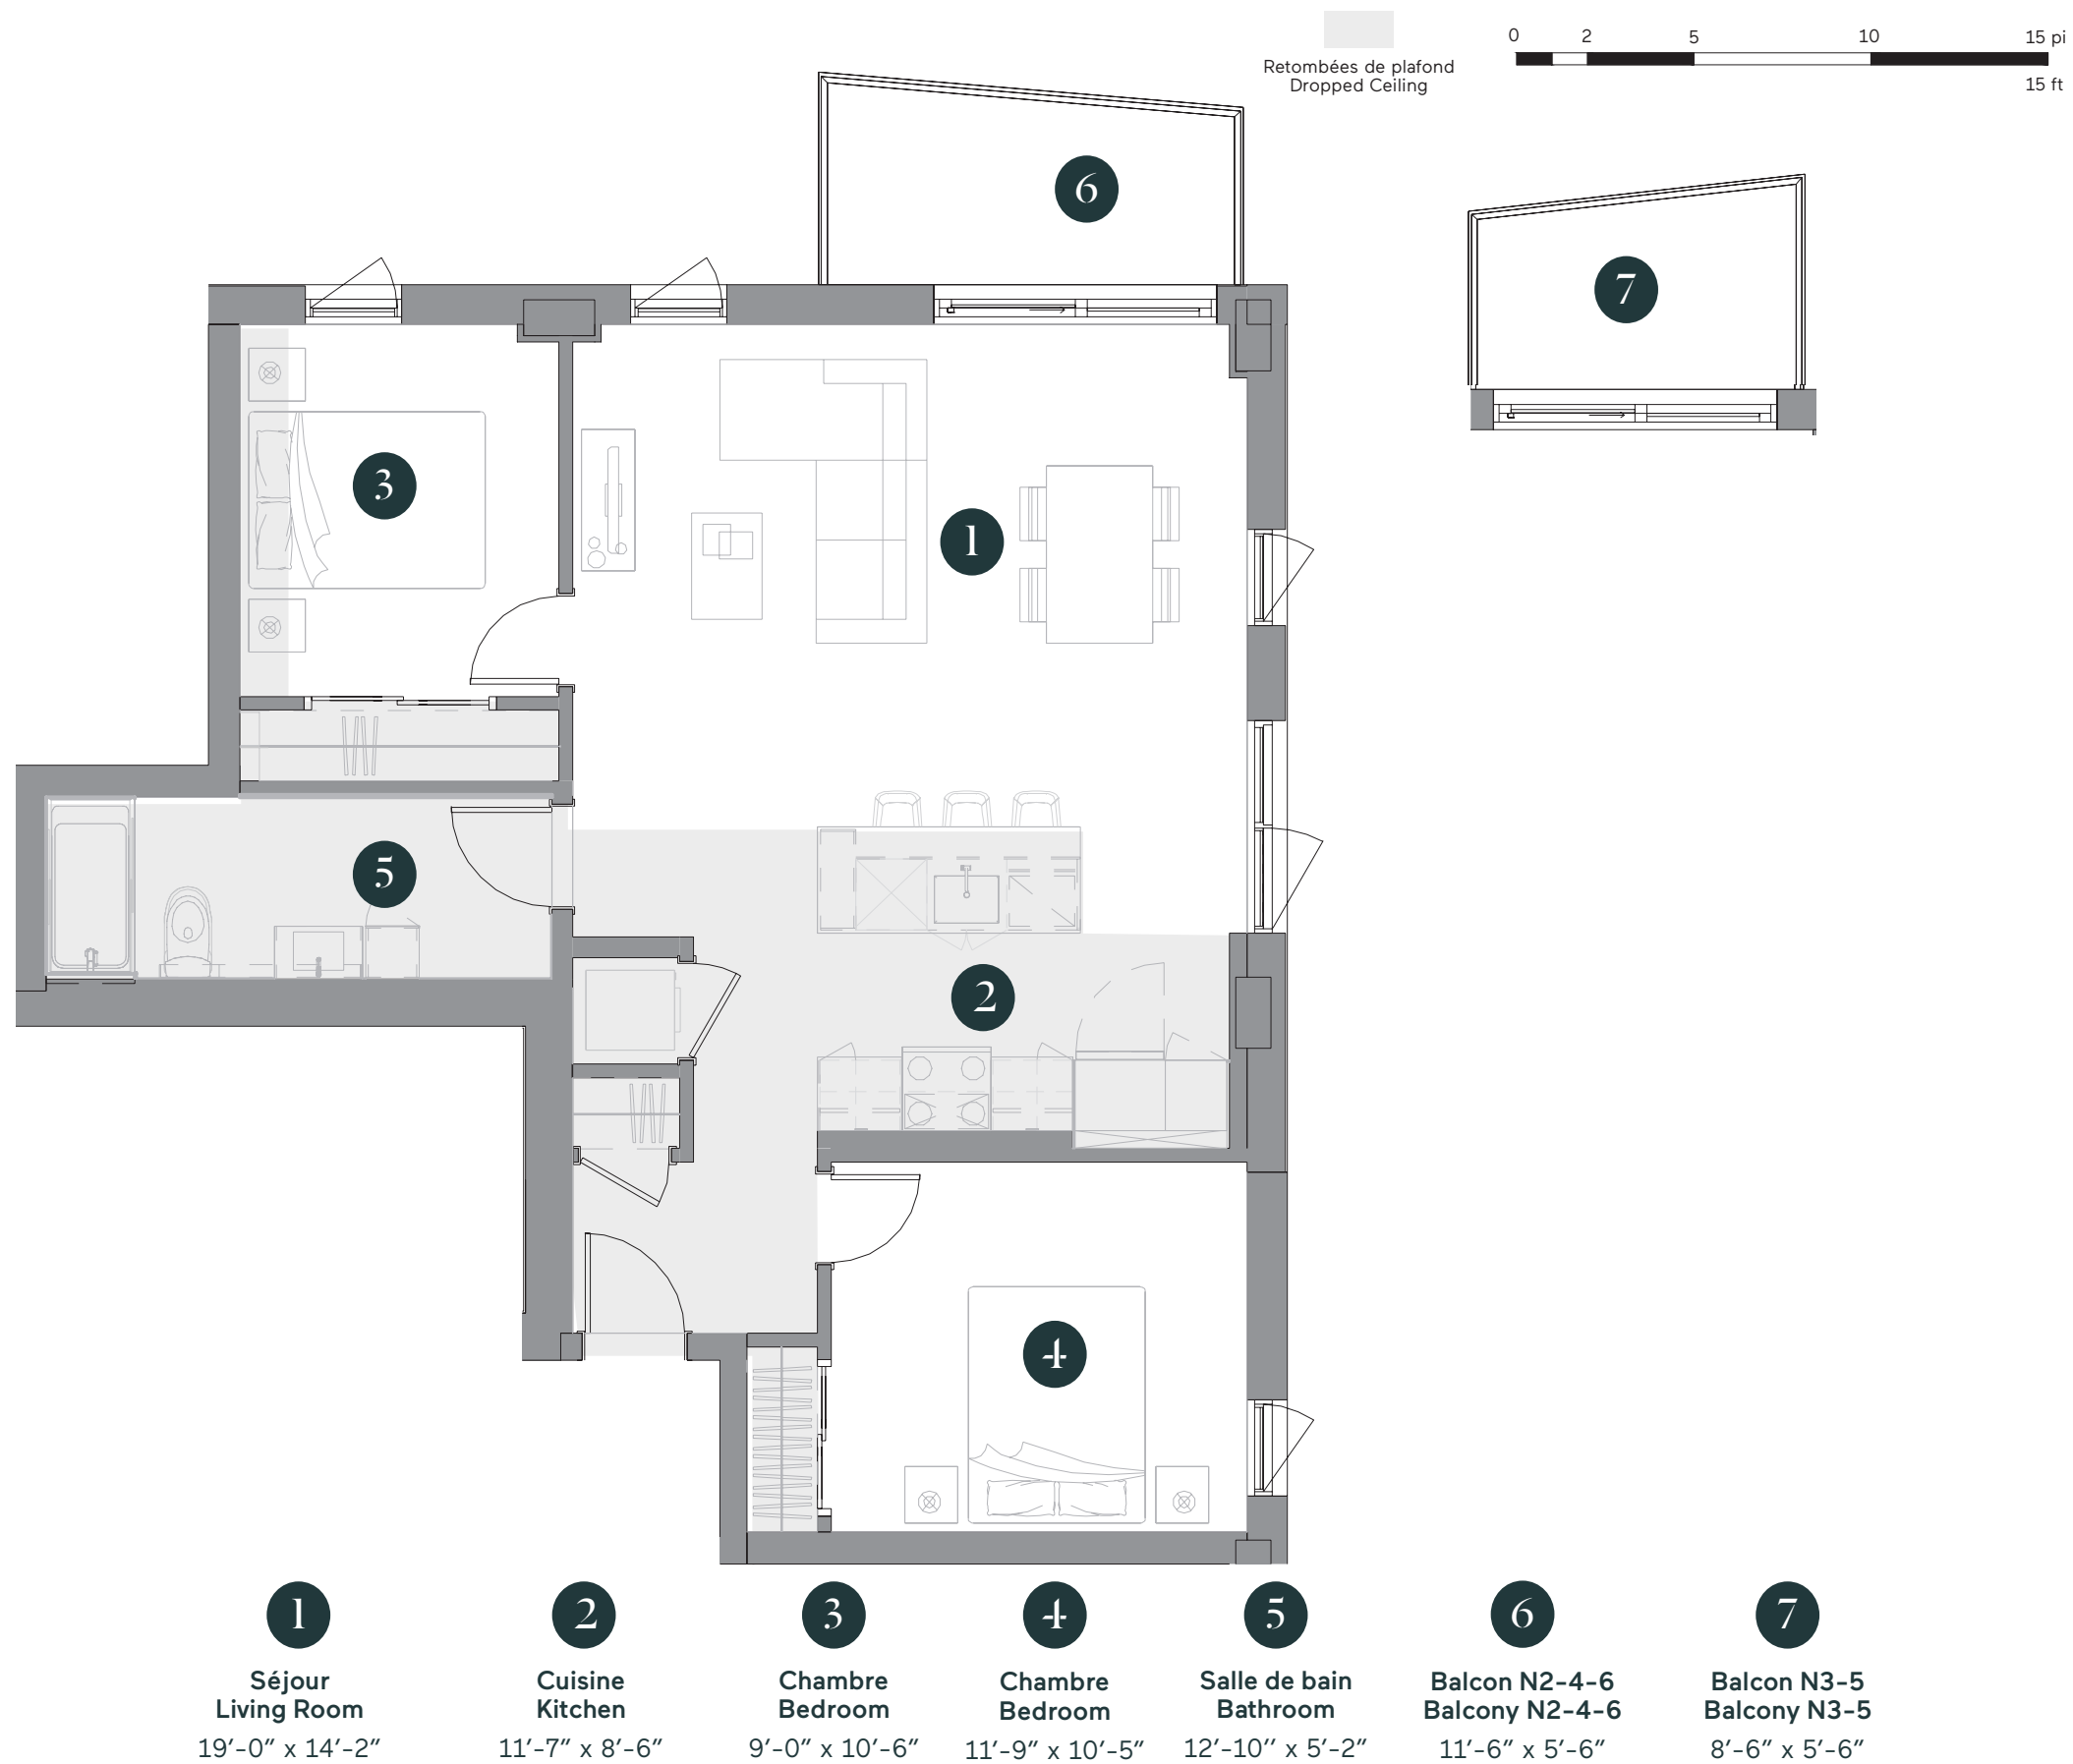 0 2 5 10 15 pi
15 ft
Retombées de plafond
Dropped Ceiling
6
7
3
1
5
2
4
1
Séjour
Living Room
19'-0" x 14'-2"
2
Cuisine
Kitchen
11'-7" x 8'-6"
3
Chambre
Bedroom
9'-0" x 10'-6"
4
Chambre
Bedroom
11'-9" x 10'-5"
5
Salle de bain
Bathroom
12'-10" x 5'-2"
6
Balcon N2-4-6
Balcony N2-4-6
11'-6" x 5'-6"
7
Balcon N3-5
Balcony N3-5
8'-6" x 5'-6"